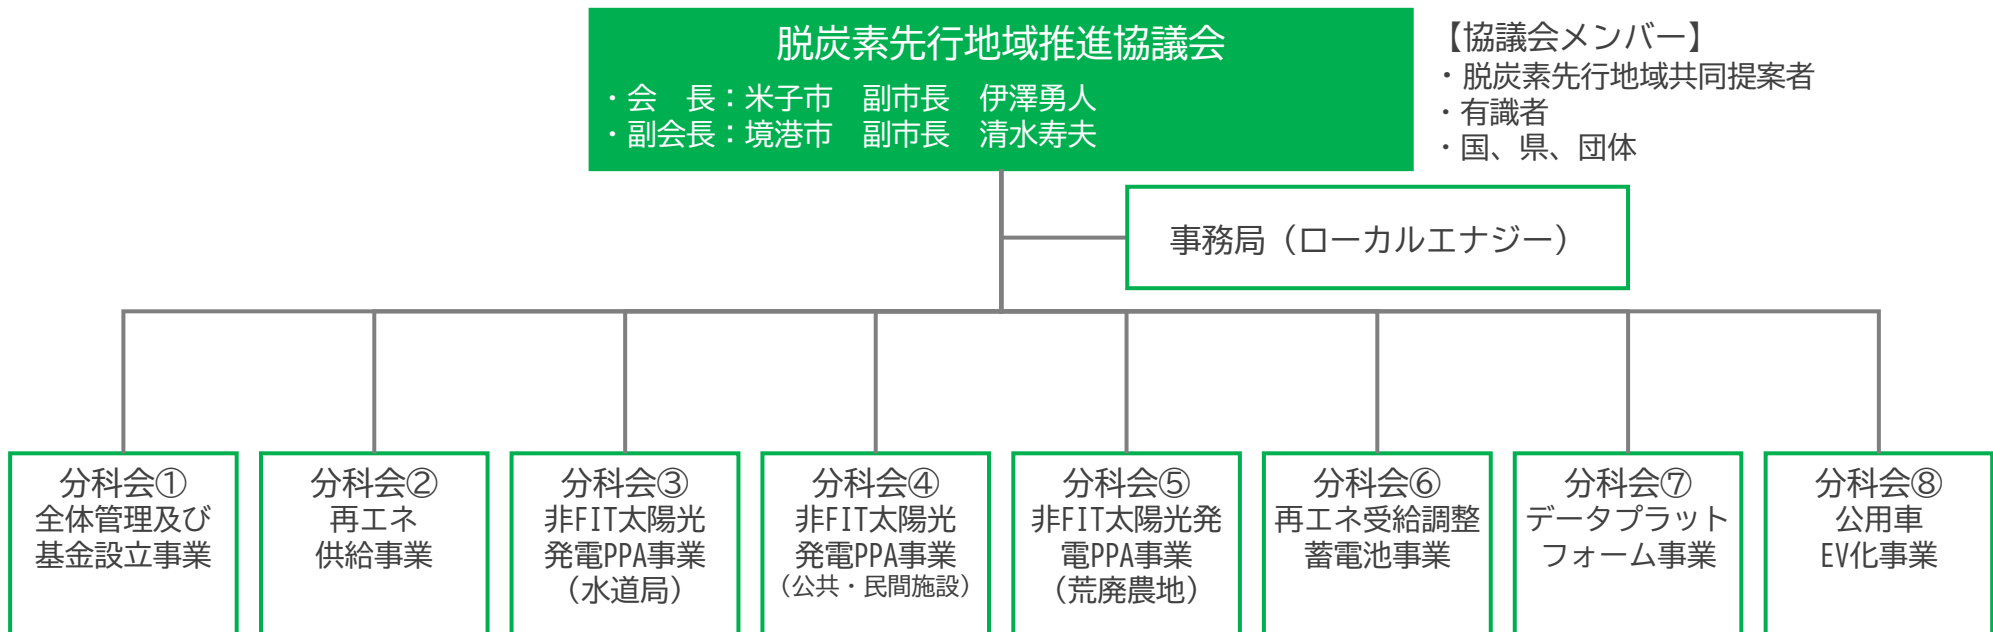 脱炭素先行地域推進協議会
・会　長：米子市　副市長　伊澤勇人
・副会長：境港市　副市長　清水寿夫
【協議会メンバー】
・脱炭素先行地域共同提案者
・有識者
・国、県、団体
事務局（ローカルエナジー）
分科会①
全体管理及び
基金設立事業
分科会②
再エネ
供給事業
分科会③
非FIT太陽光
発電PPA事業
（水道局）
分科会④
非FIT太陽光
発電PPA事業
（公共・民間施設）
分科会⑤
非FIT太陽光発
電PPA事業
（荒廃農地）
分科会⑥
再エネ受給調整
蓄電池事業
分科会⑦
データプラット
フォーム事業
分科会⑧
公用車
EV化事業